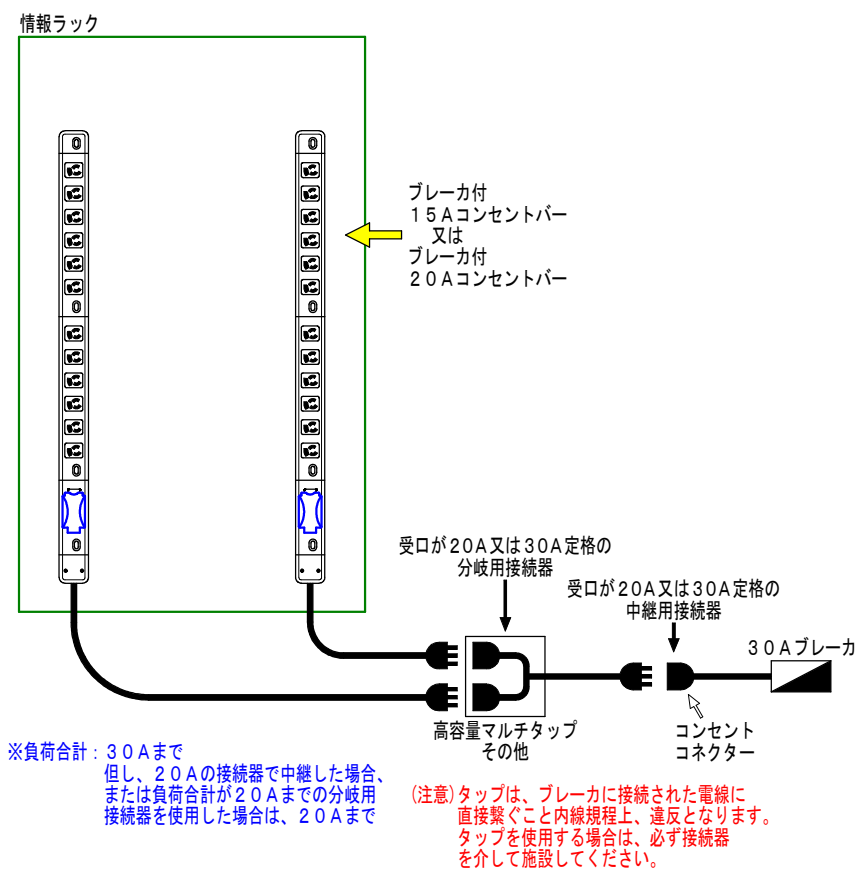 情報ラック
ブレーカ付
１５Aコンセントバー
又は
ブレーカ付
２０Aコンセントバー
受口が２０A又は３０A定格の
分岐用接続器
受口が２０A又は３０A定格の
中継用接続器
３０Aブレーカ
高容量マルチタップ
その他
コンセント
コネクター
※負荷合計：３０Aまで
但し、２０Aの接続器で中継した場合、
または負荷合計が２０Aまでの分岐用
接続器を使用した場合は、２０Aまで
(注意)タップは、ブレーカに接続された電線に
直接繋ぐこと内線規程上、違反となります。
タップを使用する場合は、必ず接続器
を介して施設してください。